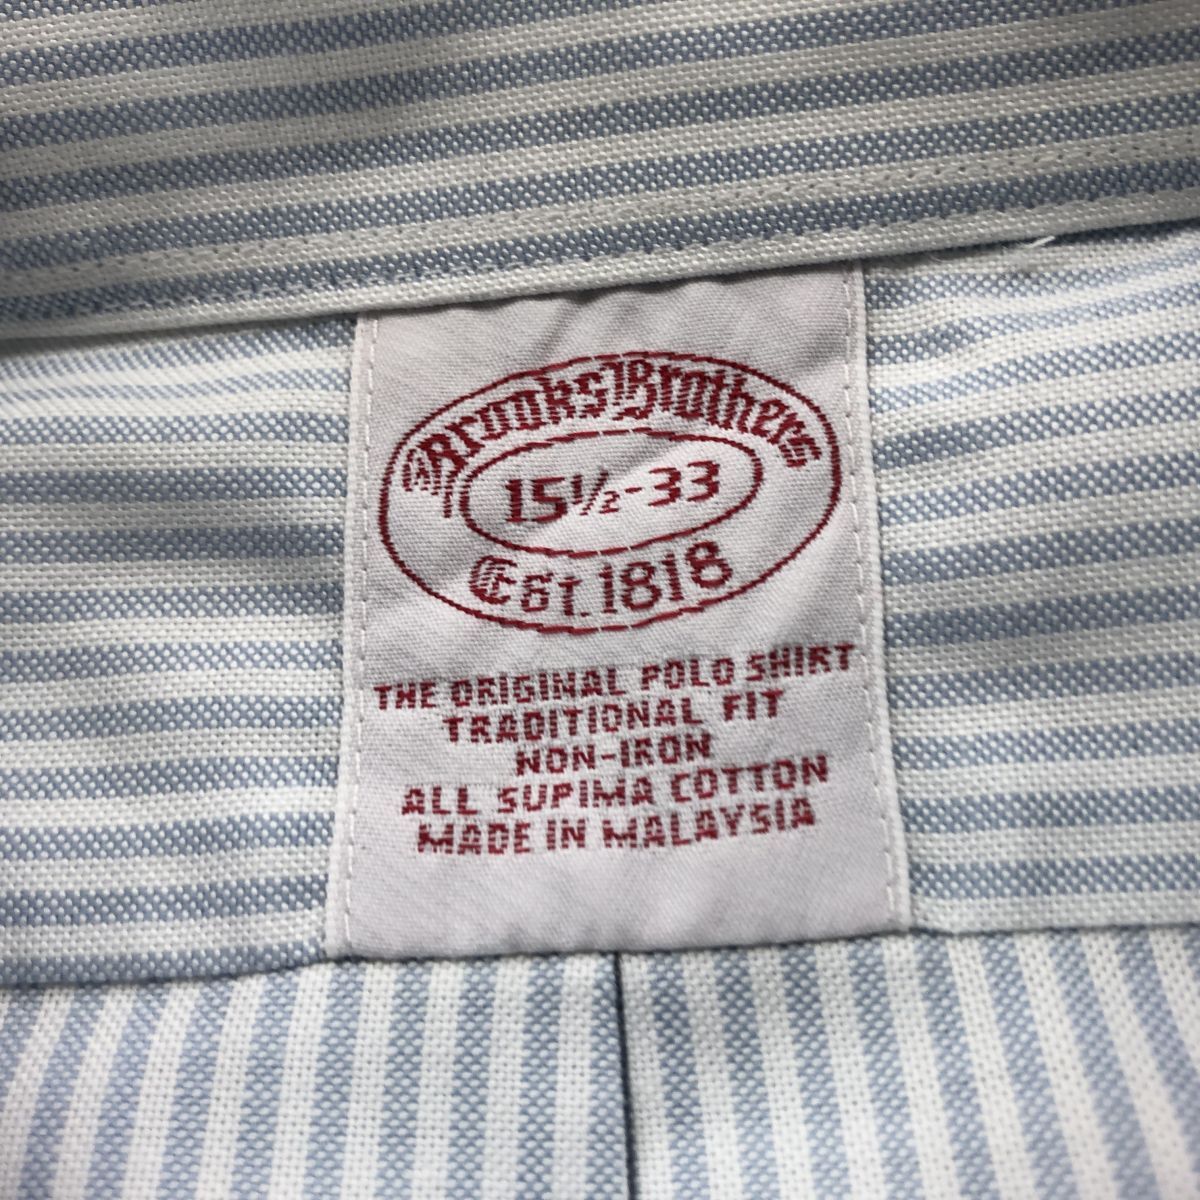 Brooks Brothers
15½-33
Est. 1818
THE ORIGINAL POLO SHIRT
TRADITIONAL FIT
NON-IRON
ALL SUPIMA COTTON
MADE IN MALAYSIA